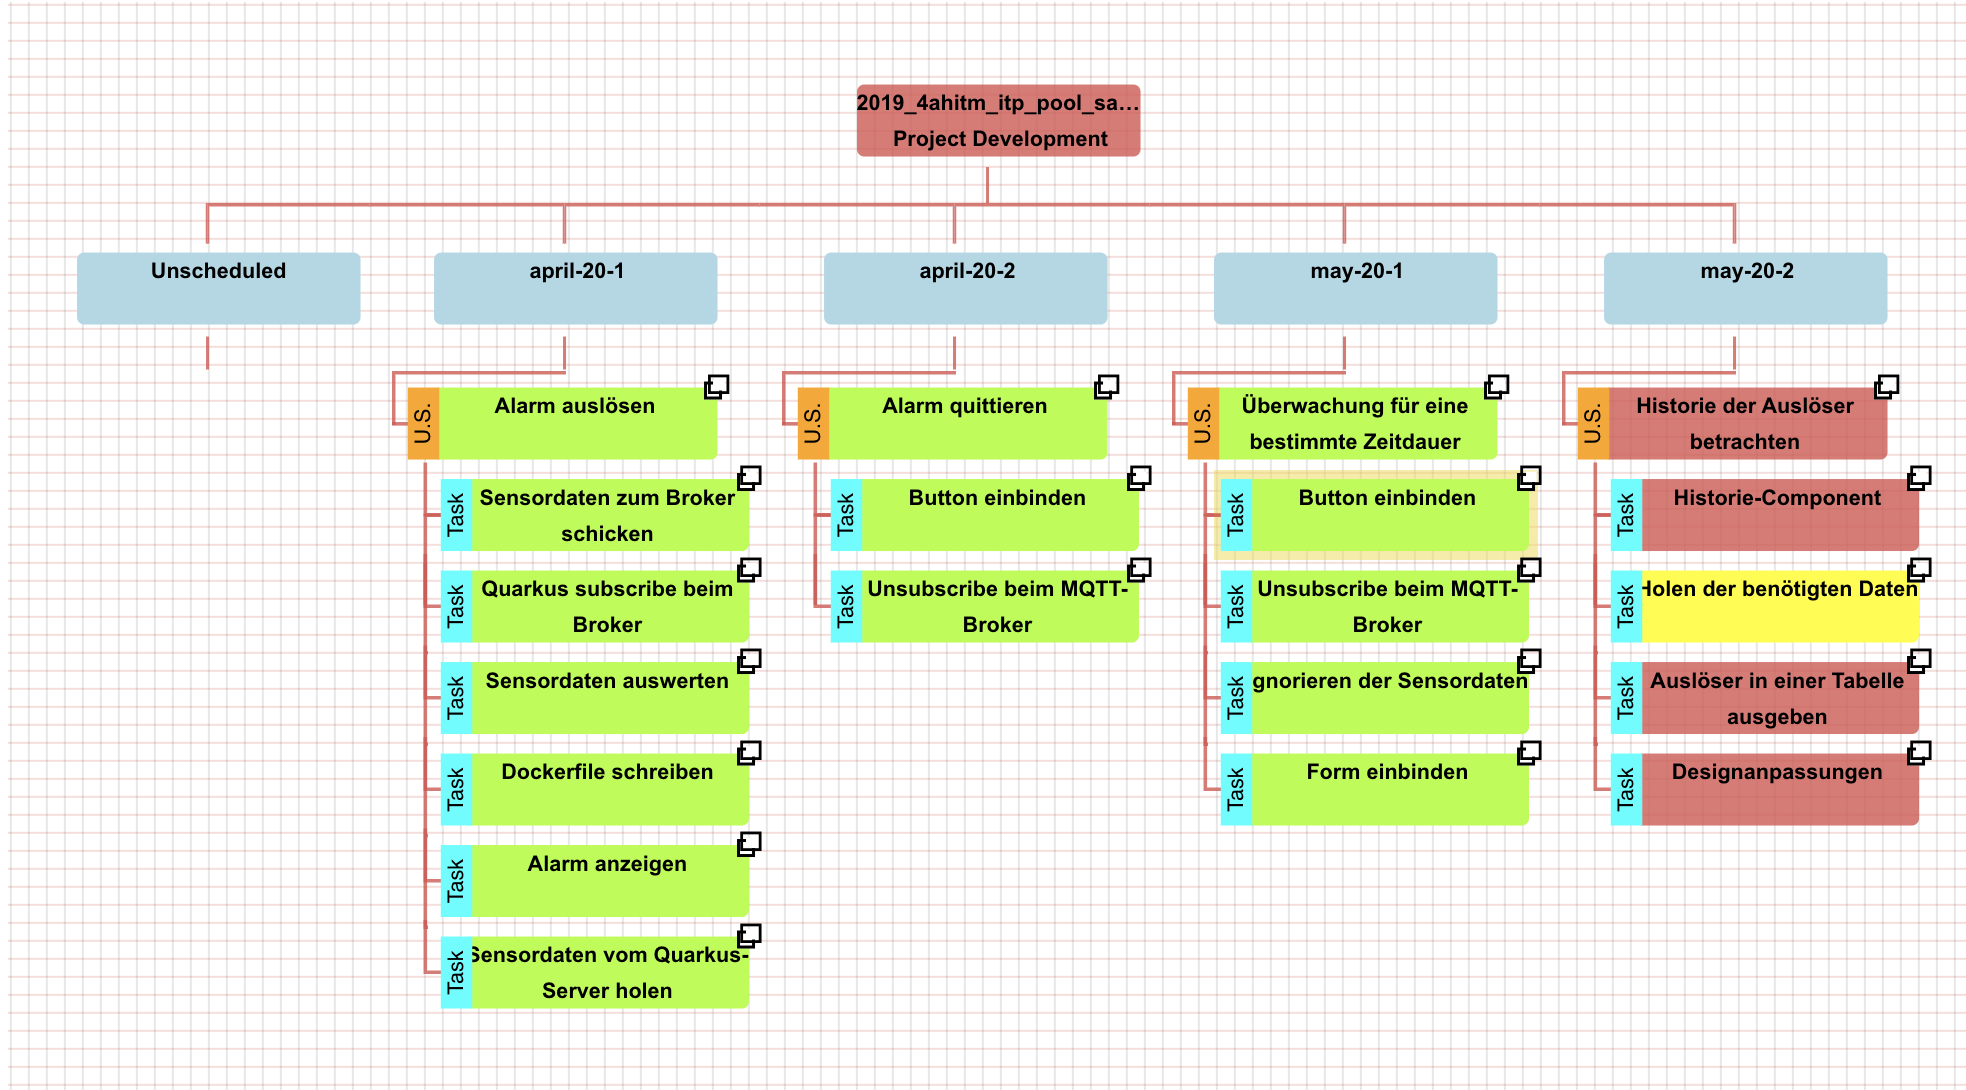 2019_4ahitm_itp_pool_sa...
Project Development
Unscheduled
april-20-1
april-20-2
may-20-1
may-20-2
U.S.
Alarm auslösen
Task
Sensordaten zum Broker
schicken
Task
Quarkus subscribe beim
Broker
Task
Sensordaten auswerten
Task
Dockerfile schreiben
Task
Alarm anzeigen
Task
Sensordaten vom Quarkus-
Server holen
U.S.
Alarm quittieren
Task
Button einbinden
Task
Unsubscribe beim MQTT-
Broker
U.S.
Überwachung für eine
bestimmte Zeitdauer
Task
Button einbinden
Task
Unsubscribe beim MQTT-
Broker
Task
gnorieren der Sensordaten
Task
Form einbinden
U.S.
Historie der Auslöser
betrachten
Task
Historie-Component
Task
Holen der benötigten Daten
Task
Auslöser in einer Tabelle
ausgeben
Task
Designanpassungen